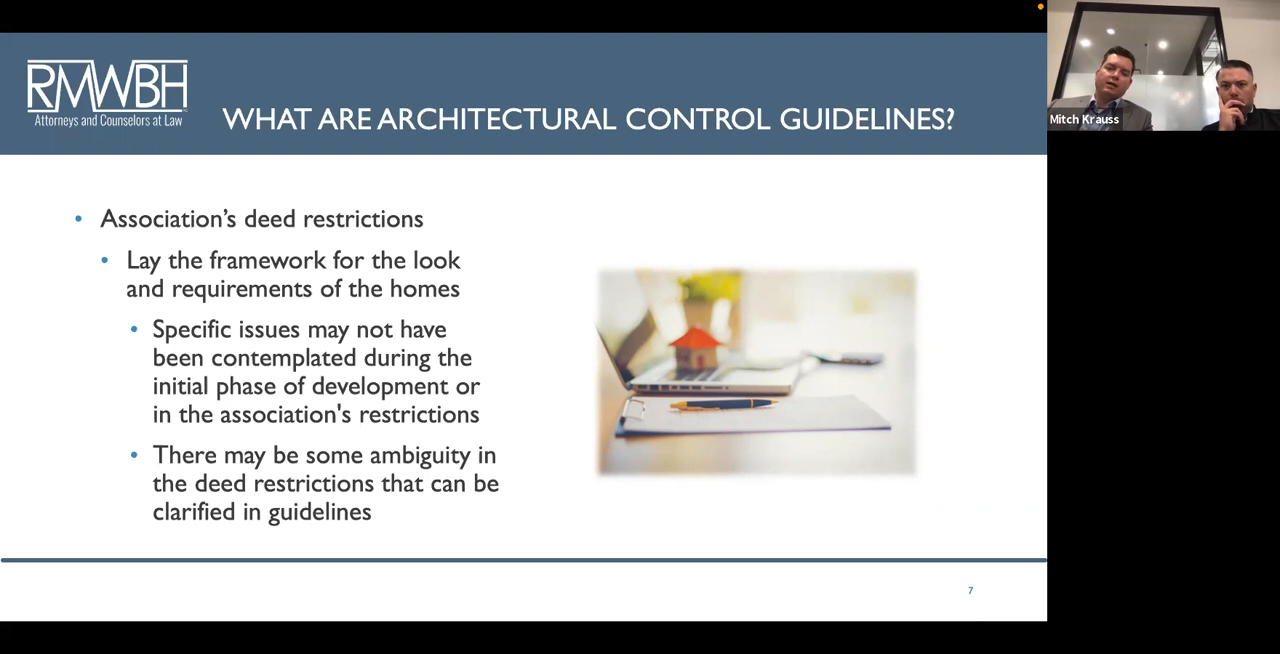 RMWBH
Attorneys and Counselors at Law
WHAT ARE ARCHITECTURAL CONTROL GUIDELINES?
Mitch Krauss
• Association’s deed restrictions
• Lay the framework for the look
and requirements of the homes
• Specific issues may not have
been contemplated during the
initial phase of development or
in the association's restrictions
• There may be some ambiguity in
the deed restrictions that can be
clarified in guidelines
7